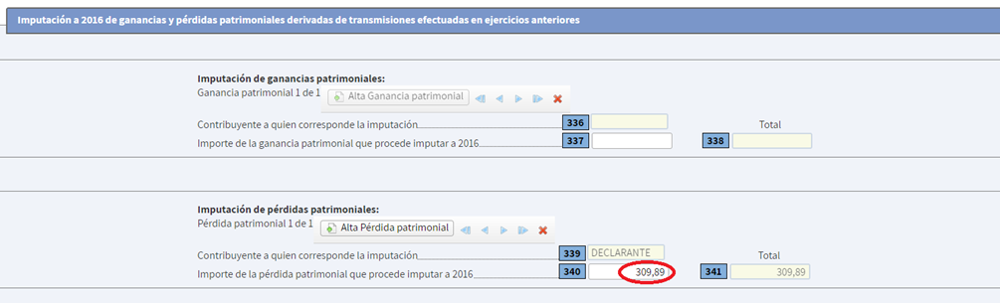 Imputación a 2016 de ganancias y pérdidas patrimoniales derivadas de transmisiones efectuadas en ejercicios anteriores
Imputación de ganancias patrimoniales:
Ganancia patrimonial 1 de 1 Alta Ganancia patrimonial
Contribuyente a quien corresponde la imputación 336 Total
Importe de la ganancia patrimonial que procede imputar a 2016 337 338
Imputación de pérdidas patrimoniales:
Pérdida patrimonial 1 de 1 Alta Pérdida patrimonial
Contribuyente a quien corresponde la imputación 339 DECLARANTE Total
Importe de la pérdida patrimonial que procede imputar a 2016 340 309,89 341 309,89